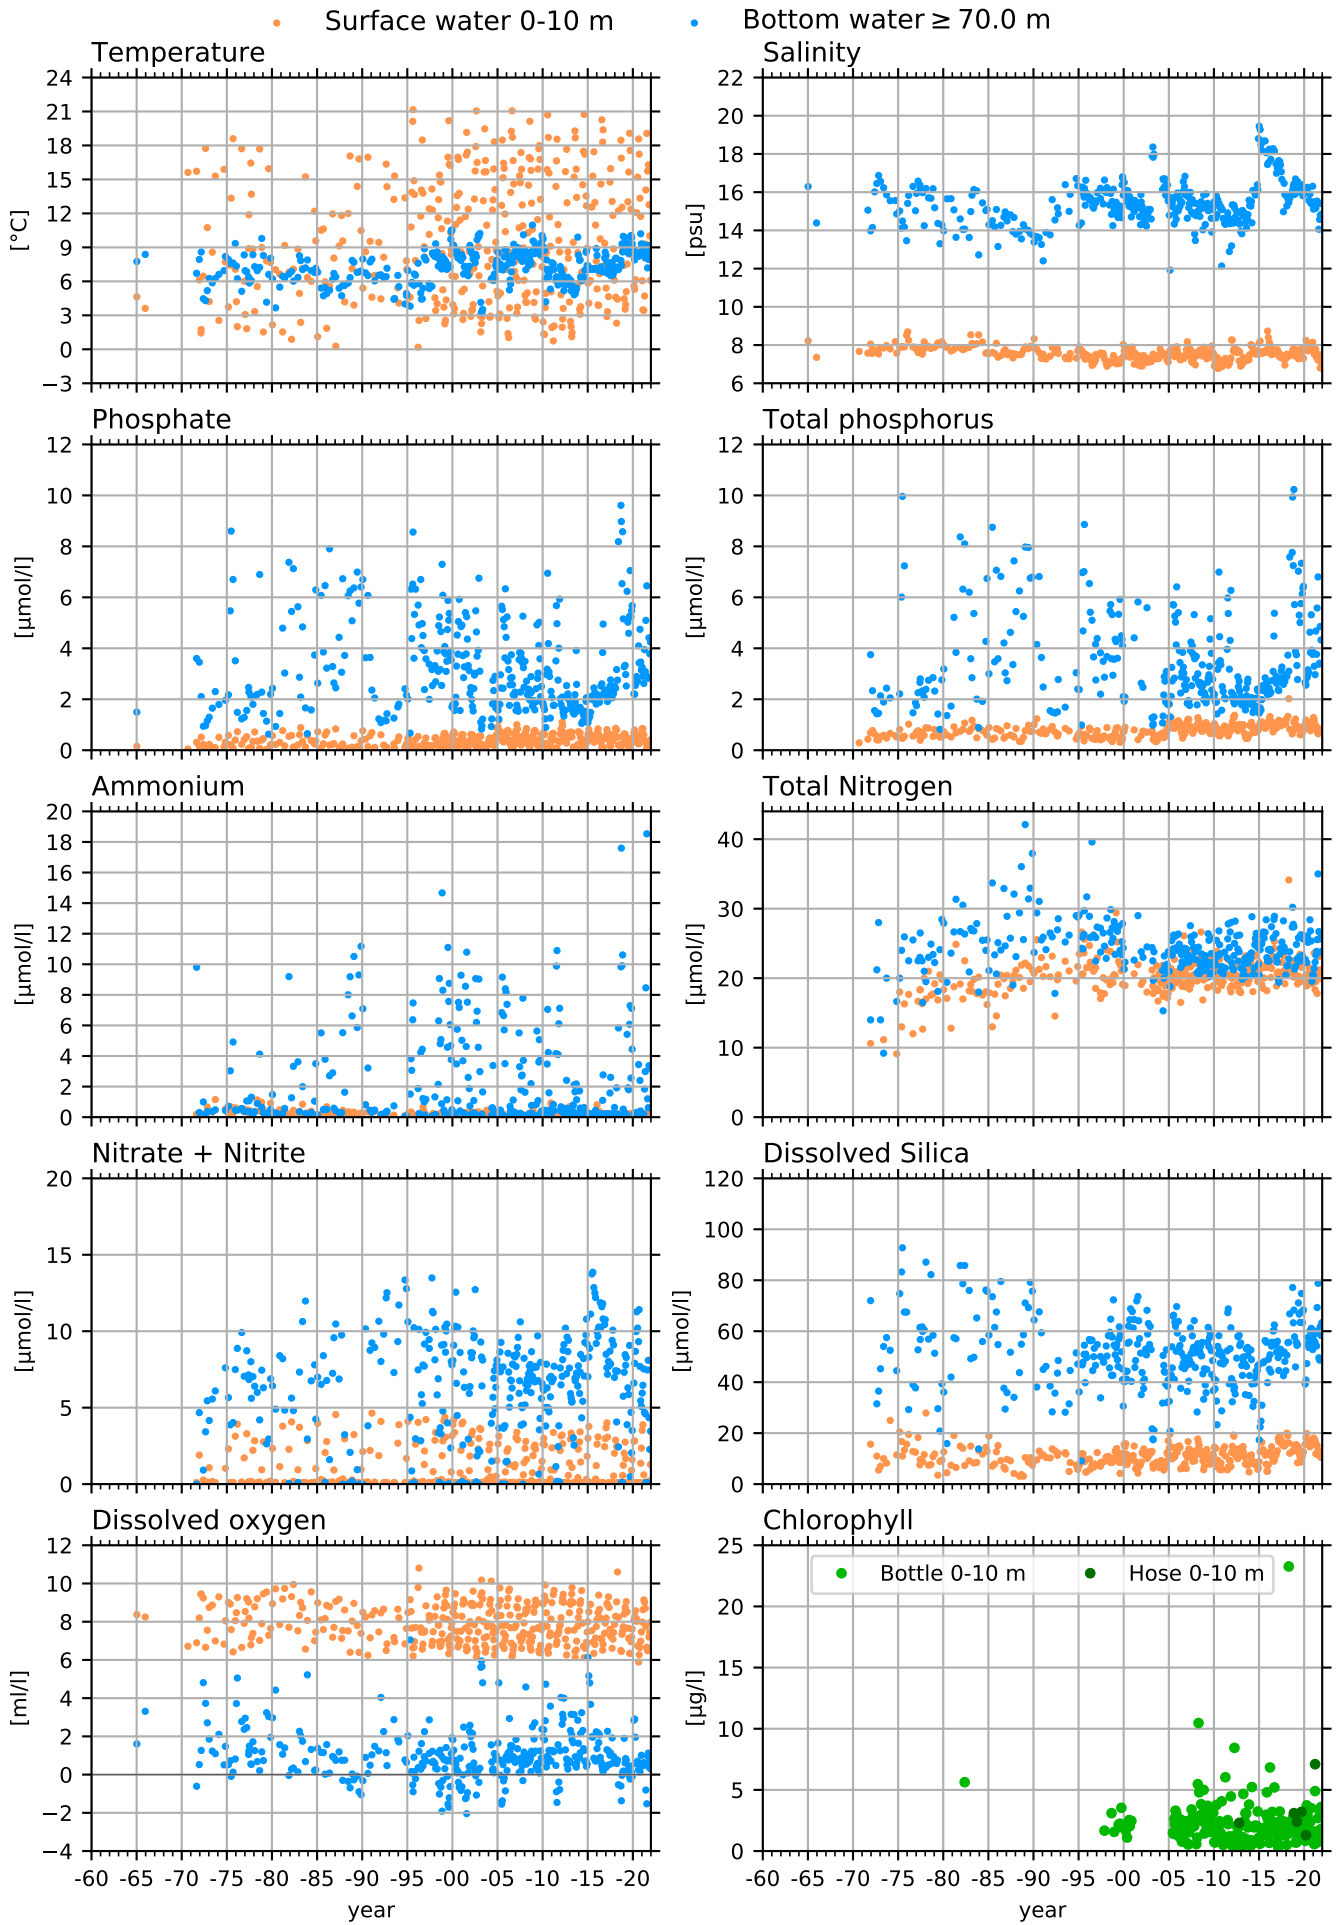 Surface water 0-10 m
Bottom water ≥ 70.0 m
Temperature
24
21
18
15
12
9
6
3
0
−3
[°C]
Salinity
22
20
18
16
14
12
10
8
6
[psu]
Phosphate
12
10
8
6
4
2
0
[µmol/l]
Total phosphorus
12
10
8
6
4
2
0
[µmol/l]
Ammonium
20
18
16
14
12
10
8
6
4
2
0
[µmol/l]
Total Nitrogen
40
30
20
10
0
[µmol/l]
Nitrate + Nitrite
20
15
10
5
0
[µmol/l]
Dissolved Silica
120
100
80
60
40
20
0
[µmol/l]
Dissolved oxygen
12
10
8
6
4
2
0
−2
−4
[ml/l]
-60 -65 -70 -75 -80 -85 -90 -95 -00 -05 -10 -15 -20
year
Chlorophyll
Bottle 0-10 m
Hose 0-10 m
25
20
15
10
5
0
[µg/l]
-60 -65 -70 -75 -80 -85 -90 -95 -00 -05 -10 -15 -20
year